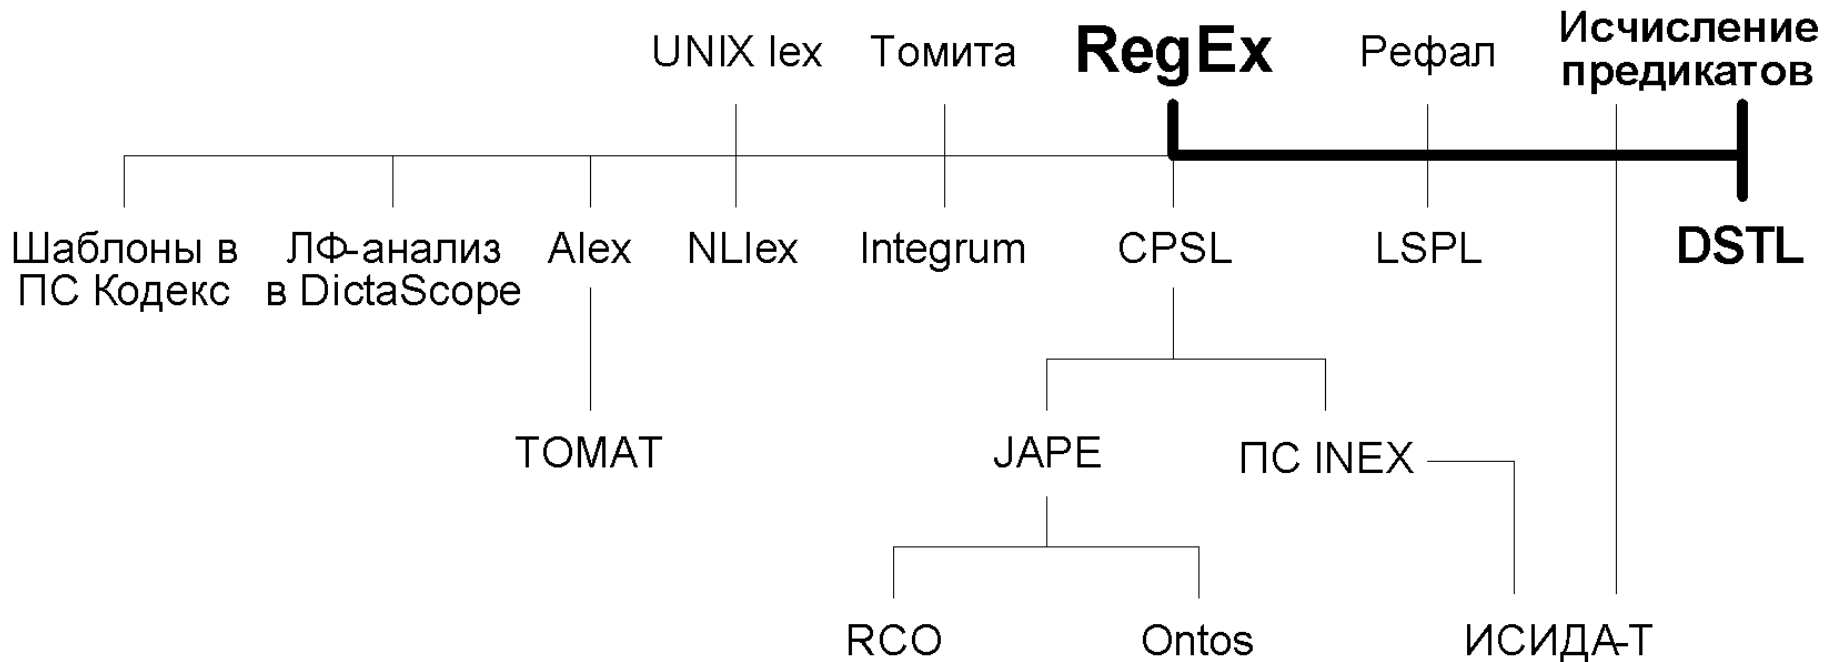 UNIX lex
Томита
RegEx
Рефал
Исчисление
предикатов
Шаблоны в
ПС Кодекс
ЛФ-анализ
в DictaScope
Alex
NLlex
Integrum
CPSL
LSPL
DSTL
ТОМАТ
JAPE
ПС INEX
RCO
Ontos
ИСИДА-Т